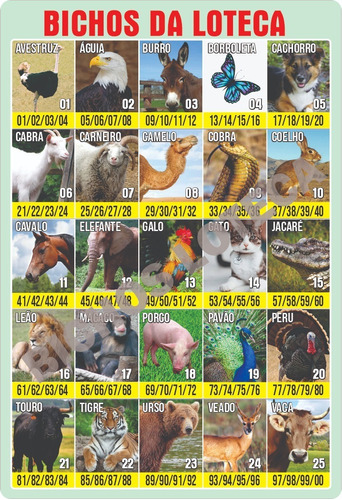 BICHOS DA LOTECA
AVESTRUZ ÁGUIA BURRO BORBOLETA CACHORRO
01 02 03 04 05
01/02/03/04 05/06/07/08 09/10/11/12 13/14/15/16 17/18/19/20
CABRA CARNEIRO CAMELO COBRA COELHO
06 07 08 09 10
21/22/23/24 25/26/27/28 29/30/31/32 33/34/35/36 37/38/39/40
CAVALO ELEFANTE GALO GATO JACARÉ
11 12 13 14 15
41/42/43/44 45/46/47/48 49/50/51/52 53/54/55/56 57/58/59/60
LEÃO MACACO PORCO PAVÃO PERU
16 17 18 19 20
61/62/63/64 65/66/67/68 69/70/71/72 73/74/75/76 77/78/79/80
TOURO TIGRE URSO VEADO VACA
21 22 23 24 25
81/82/83/84 85/86/87/88 89/90/91/92 93/94/95/96 97/98/99/00